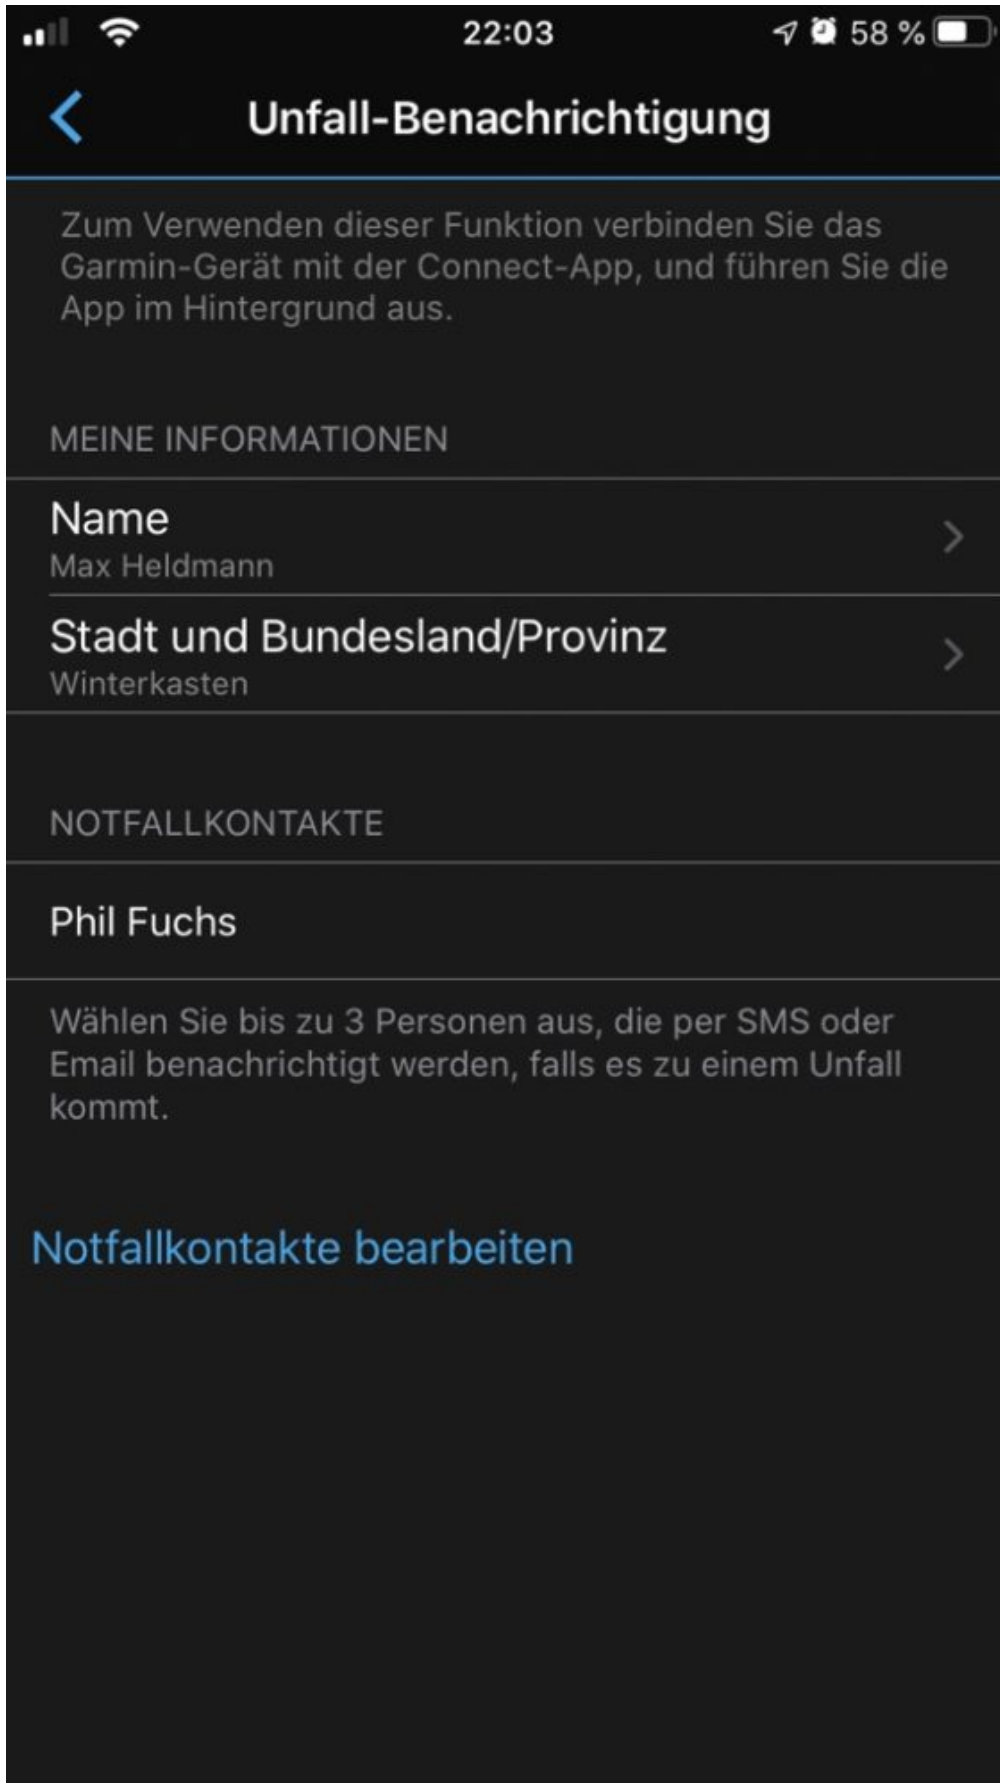 22:03
58 %
Unfall-Benachrichtigung
Zum Verwenden dieser Funktion verbinden Sie das
Garmin-Gerät mit der Connect-App, und führen Sie die
App im Hintergrund aus.
MEINE INFORMATIONEN
Name
Max Heldmann
Stadt und Bundesland/Provinz
Winterkasten
NOTFALLKONTAKTE
Phil Fuchs
Wählen Sie bis zu 3 Personen aus, die per SMS oder
Email benachrichtigt werden, falls es zu einem Unfall
kommt.
Notfallkontakte bearbeiten